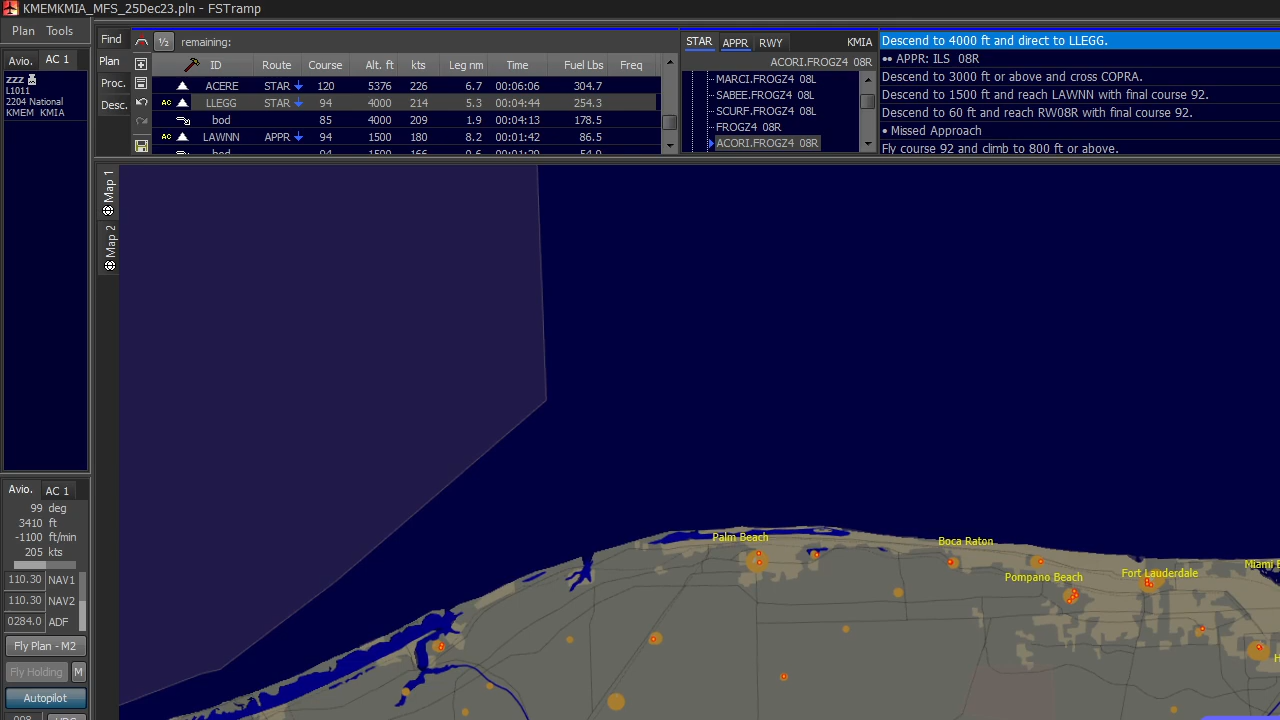 KMEMKMIA_MFS_25Dec23.pln - FSTramp
Plan Tools
Avio. AC 1
zzz
L1011
2204 National
KMEM KMIA
Find
Plan
Proc.
Desc.
½ remaining:
ID Route Course Alt. ft kts Leg nm Time Fuel Lbs Freq
ACERE STAR 120 5376 226 6.7 00:06:06 304.7
AC LLEGG STAR 94 4000 214 5.3 00:04:44 254.3
bod 85 4000 209 1.9 00:04:13 178.5
AC LAWNN APPR 94 1500 180 8.2 00:01:42 86.5
STAR APPR RWY KMIA
ACORI.FROGZ4 08R
MARCI.FROGZ4 08L
SABEE.FROGZ4 08L
SCURF.FROGZ4 08L
FROGZ4 08R
ACORI.FROGZ4 08R
Descend to 4000 ft and direct to LLEGG.
•• APPR: ILS 08R
Descend to 3000 ft or above and cross COPRA.
Descend to 1500 ft and reach LAWNN with final course 92.
Descend to 60 ft and reach RW08R with final course 92.
• Missed Approach
Fly course 92 and climb to 800 ft or above.
Map 1
Map 2
Palm Beach
Boca Raton
Pompano Beach
Fort Lauderdale
Miami
Avio. AC 1
99 deg
3410 ft
-1100 ft/min
205 kts
110.30 NAV1
110.30 NAV2
0284.0 ADF
Fly Plan - M2
Fly Holding M
Autopilot